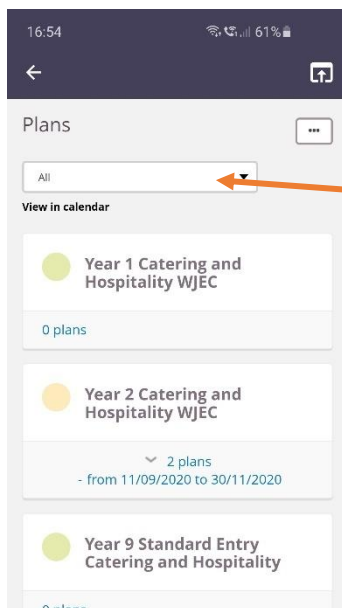 16:54 61%
Plans
...
All
View in calendar
Year 1 Catering and
Hospitality WJEC
0 plans
Year 2 Catering and
Hospitality WJEC
2 plans
- from 11/09/2020 to 30/11/2020
Year 9 Standard Entry
Catering and Hospitality
0 plans